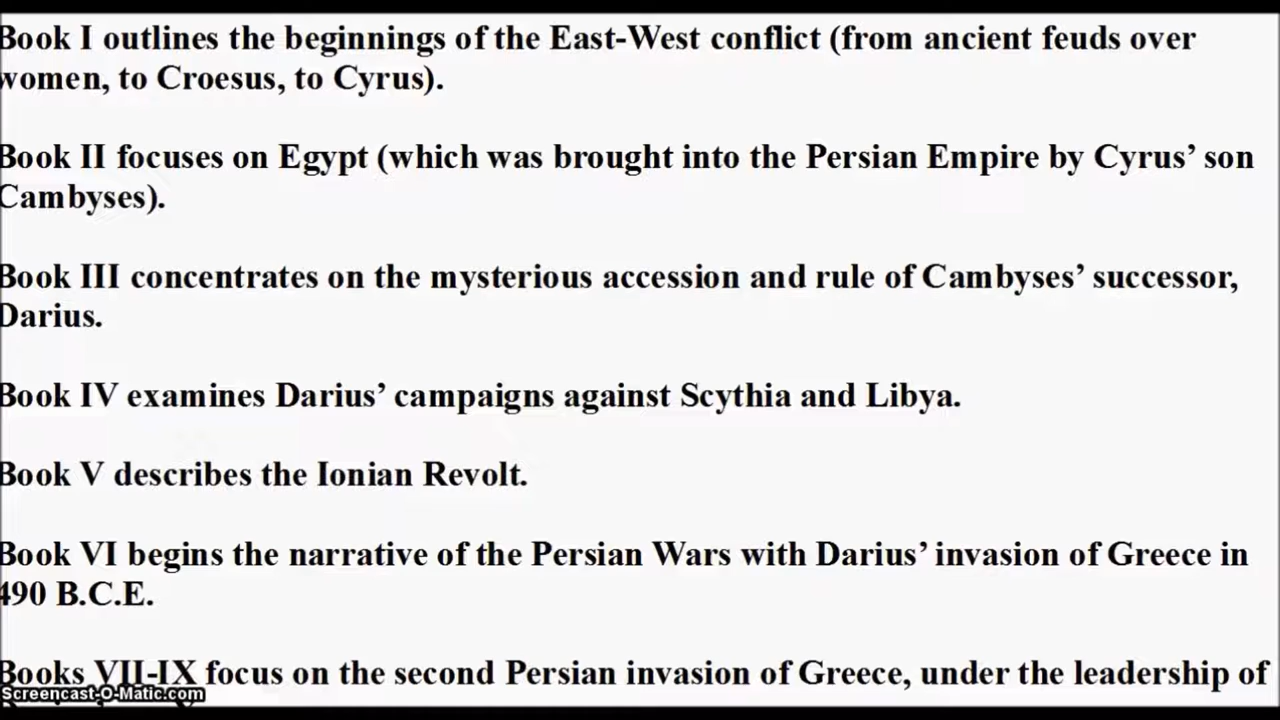 Book I outlines the beginnings of the East-West conflict (from ancient feuds over
women, to Croesus, to Cyrus).
Book II focuses on Egypt (which was brought into the Persian Empire by Cyrus’ son
Cambyses).
Book III concentrates on the mysterious accession and rule of Cambyses’ successor,
Darius.
Book IV examines Darius’ campaigns against Scythia and Libya.
Book V describes the Ionian Revolt.
Book VI begins the narrative of the Persian Wars with Darius’ invasion of Greece in
490 B.C.E.
Books VII-IX focus on the second Persian invasion of Greece, under the leadership of
Screencast-O-Matic.com